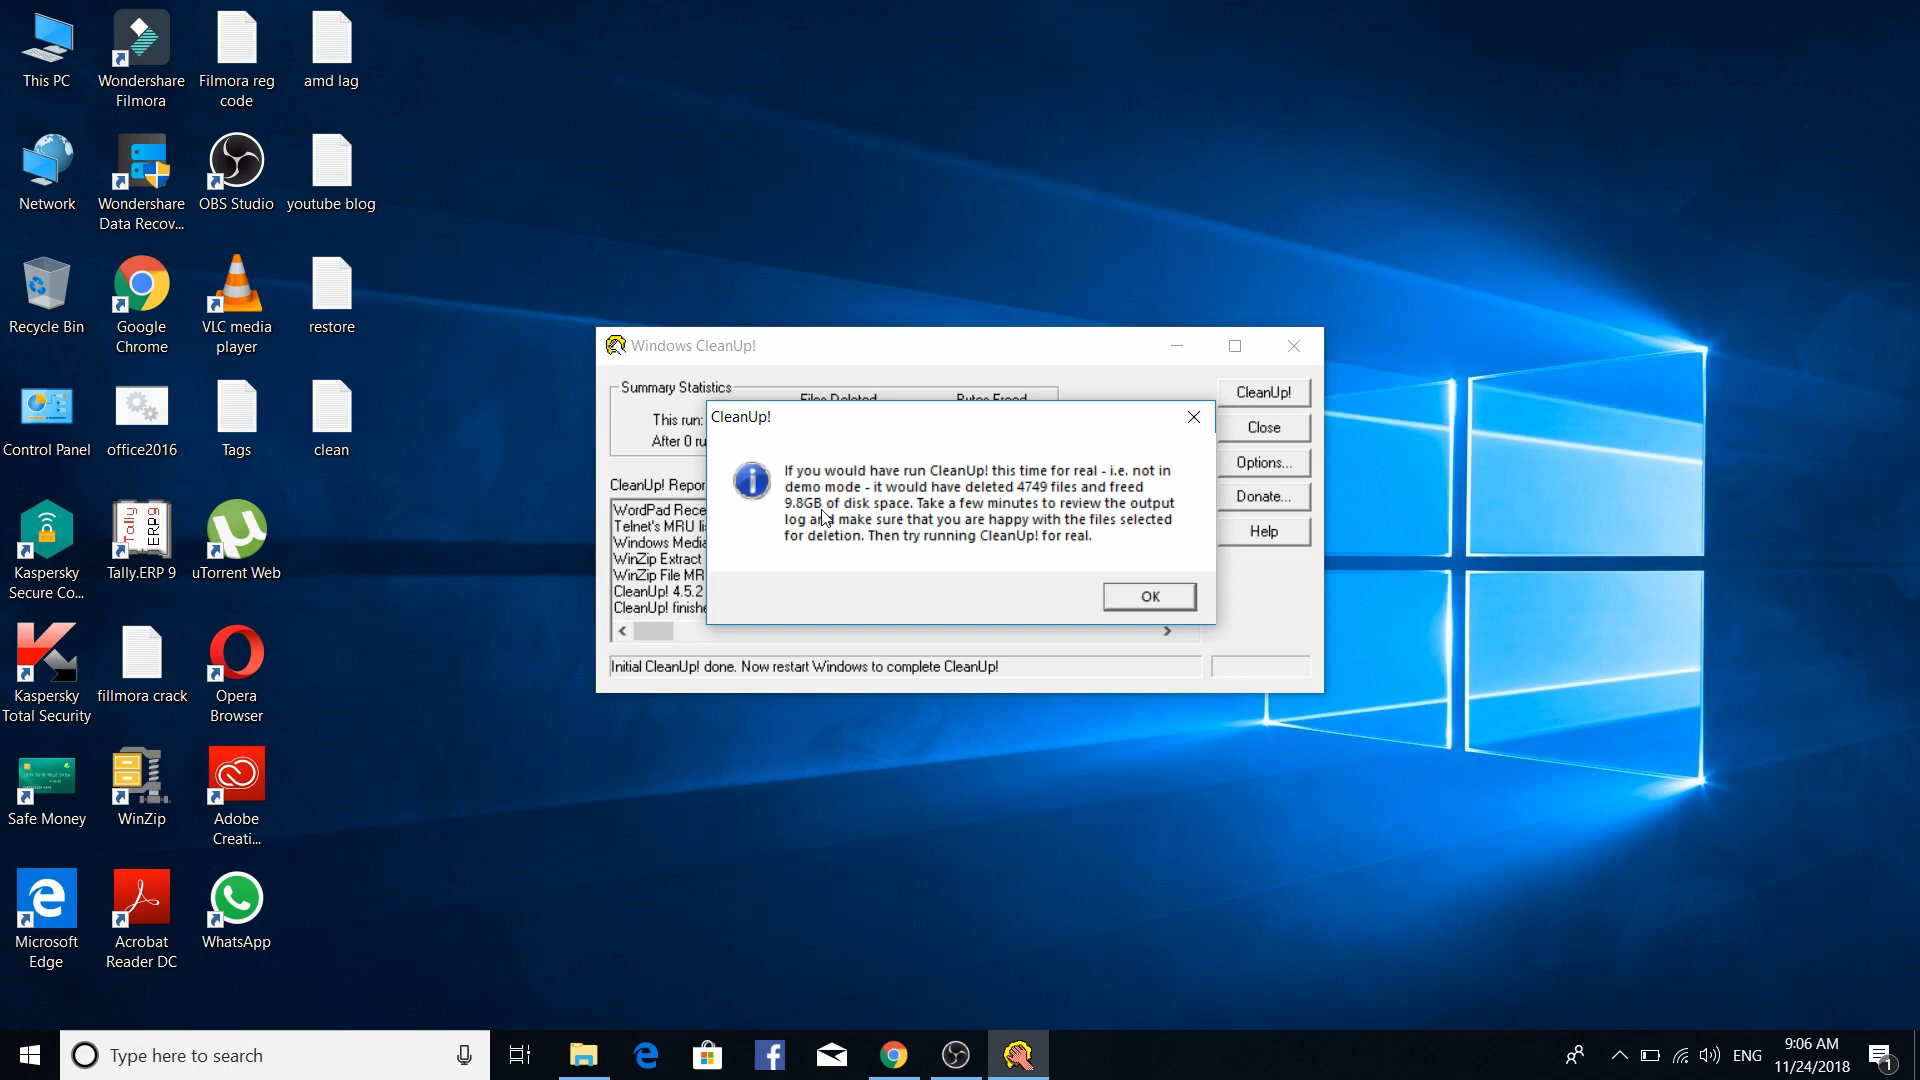 This PC
Wondershare
Filmora
Filmora reg
code
amd lag
Network
Wondershare
Data Recov...
OBS Studio
youtube blog
Recycle Bin
Google
Chrome
VLC media
player
restore
Control Panel
office2016
Tags
clean
Kaspersky
Secure Co...
Tally.ERP 9
uTorrent Web
Kaspersky
Total Security
fillmora crack
Opera
Browser
Safe Money
WinZip
Adobe
Creati...
Microsoft
Edge
Acrobat
Reader DC
WhatsApp
Windows CleanUp!
Summary Statistics
Files Deleted
Bytes Freed
This run:
After 0 ru
CleanUp! Repor
WordPad Rece
Telnet's MRU li
Windows Media
WinZip Extract
WinZip File MR
CleanUp! 4.5.2
CleanUp! finishe
Initial CleanUp! done. Now restart Windows to complete CleanUp!
CleanUp!
Close
Options...
Donate...
Help
CleanUp!
If you would have run CleanUp! this time for real - i.e. not in
demo mode - it would have deleted 4749 files and freed
9.8GB of disk space. Take a few minutes to review the output
log and make sure that you are happy with the files selected
for deletion. Then try running CleanUp! for real.
OK
Type here to search
ENG
9:06 AM
11/24/2018
1